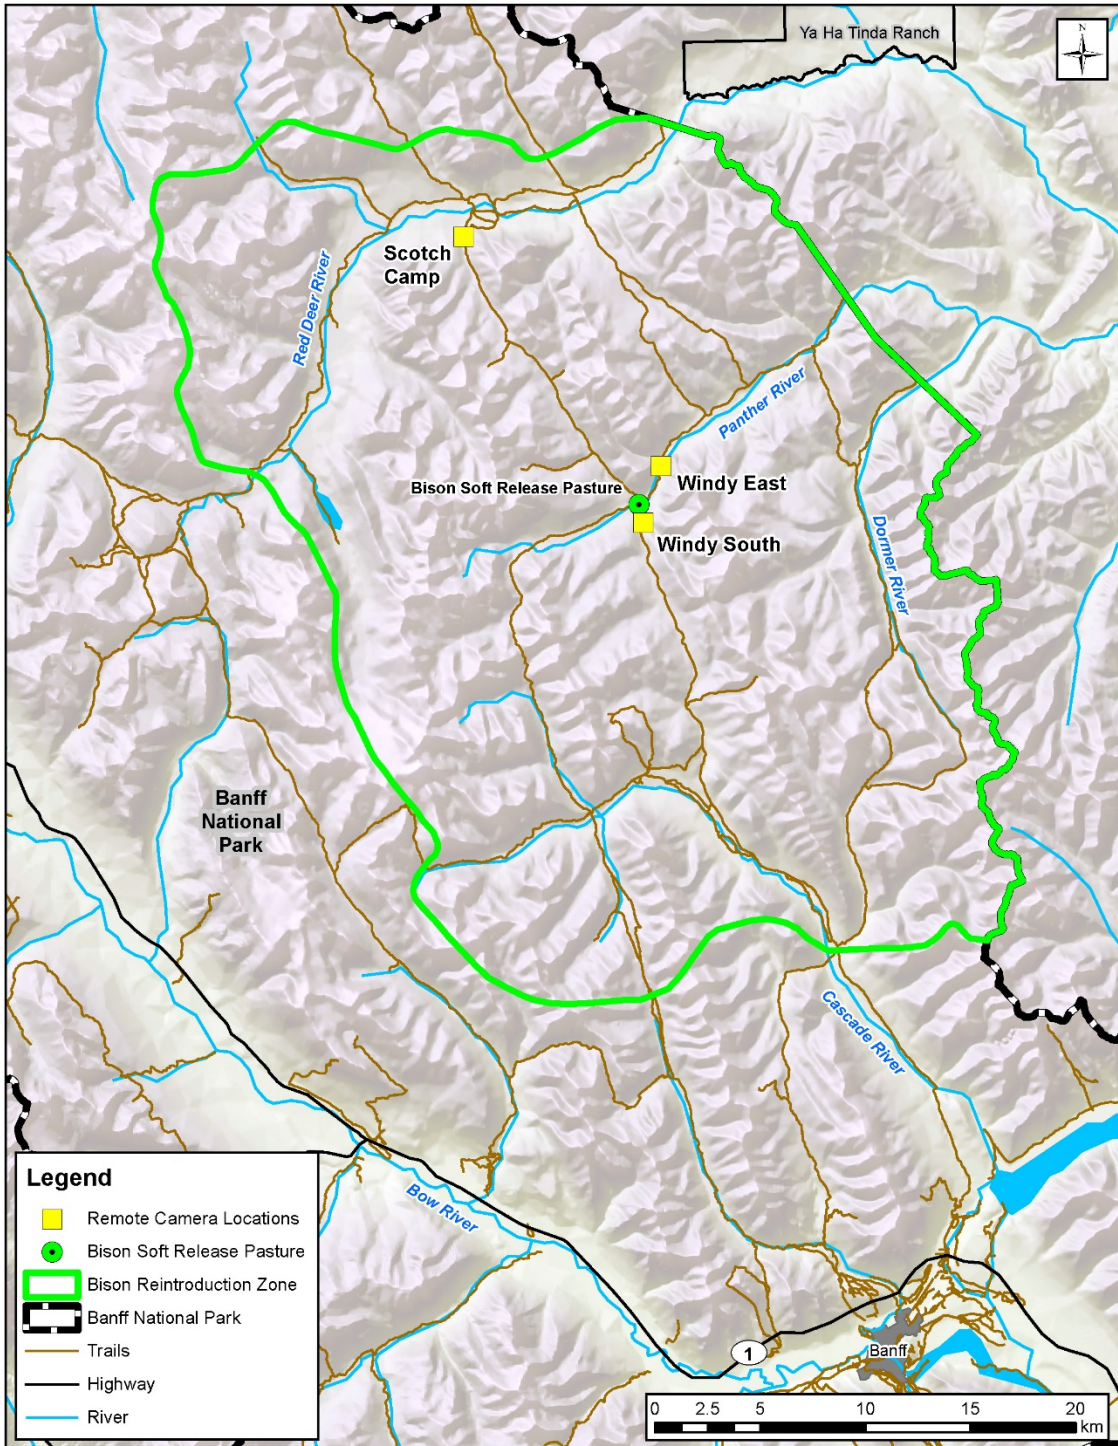 Ya Ha Tinda Ranch
N
Scotch
Camp
Red Deer River
Panther River
Bison Soft Release Pasture
Windy East
Windy South
Dormer River
Banff
National
Park
Cascade River
Bow River
1
Banff
Legend
Remote Camera Locations
Bison Soft Release Pasture
Bison Reintroduction Zone
Banff National Park
Trails
Highway
River
0 2.5 5 10 15 20
km